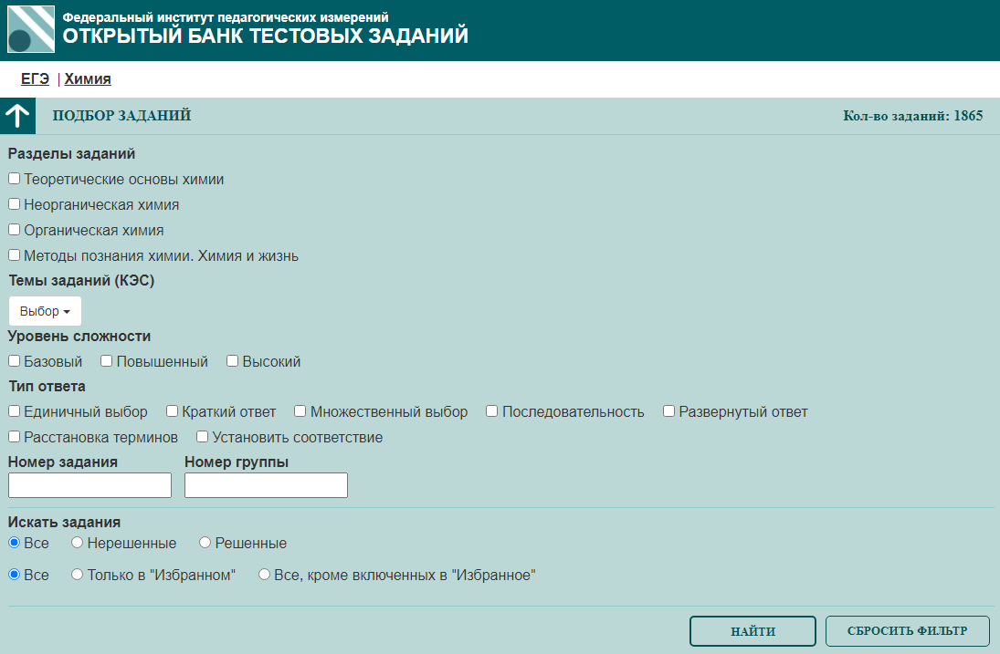 Федеральный институт педагогических измерений
ОТКРЫТЫЙ БАНК ТЕСТОВЫХ ЗАДАНИЙ
ЕГЭ | Химия
ПОДБОР ЗАДАНИЙ Кол-во заданий: 1865
Разделы заданий
Теоретические основы химии
Неорганическая химия
Органическая химия
Методы познания химии. Химия и жизнь
Темы заданий (КЭС)
Выбор
Уровень сложности
Базовый Повышенный Высокий
Тип ответа
Единичный выбор Краткий ответ Множественный выбор Последовательность Развернутый ответ
Расстановка терминов Установить соответствие
Номер задания Номер группы
Искать задания
Все Нерешенные Решенные
Все Только в "Избранном" Все, кроме включенных в "Избранное"
НАЙТИ СБРОСИТЬ ФИЛЬТР